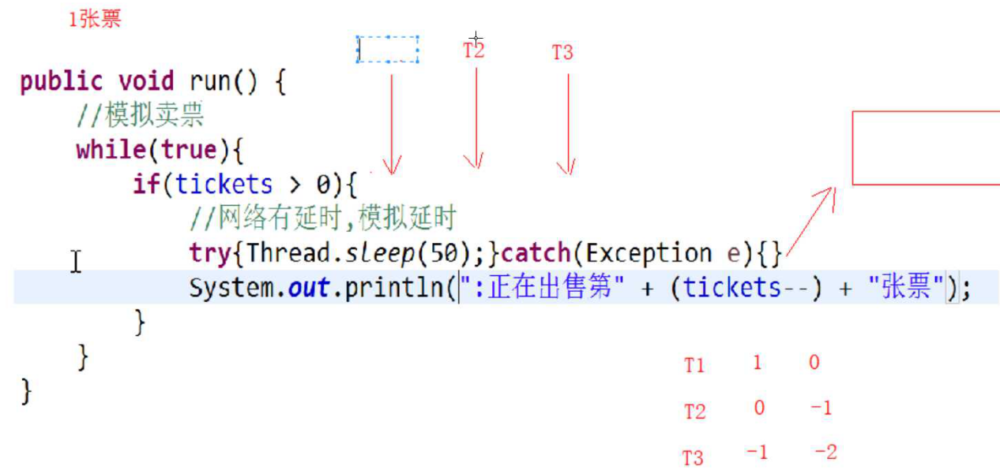 1张票
T2 T3
public void run() {
//模拟卖票
while(true){
if(tickets > 0){
//网络有延时,模拟延时
try{Thread.sleep(50);}catch(Exception e){}
System.out.println(":正在出售第" + (tickets--) + "张票");
}
}
}
T1 1 0
T2 0 -1
T3 -1 -2